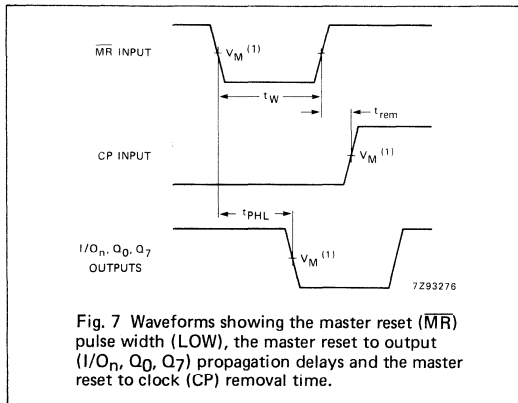 M̅R̅ INPUT
V_M (1)
t_W
t_rem
CP INPUT
V_M (1)
t_PHL
I/O_n, Q_0, Q_7
OUTPUTS
V_M (1)
7Z93276
Fig. 7 Waveforms showing the master reset (M̅R̅)
pulse width (LOW), the master reset to output
(I/O_n, Q_0, Q_7) propagation delays and the master
reset to clock (CP) removal time.